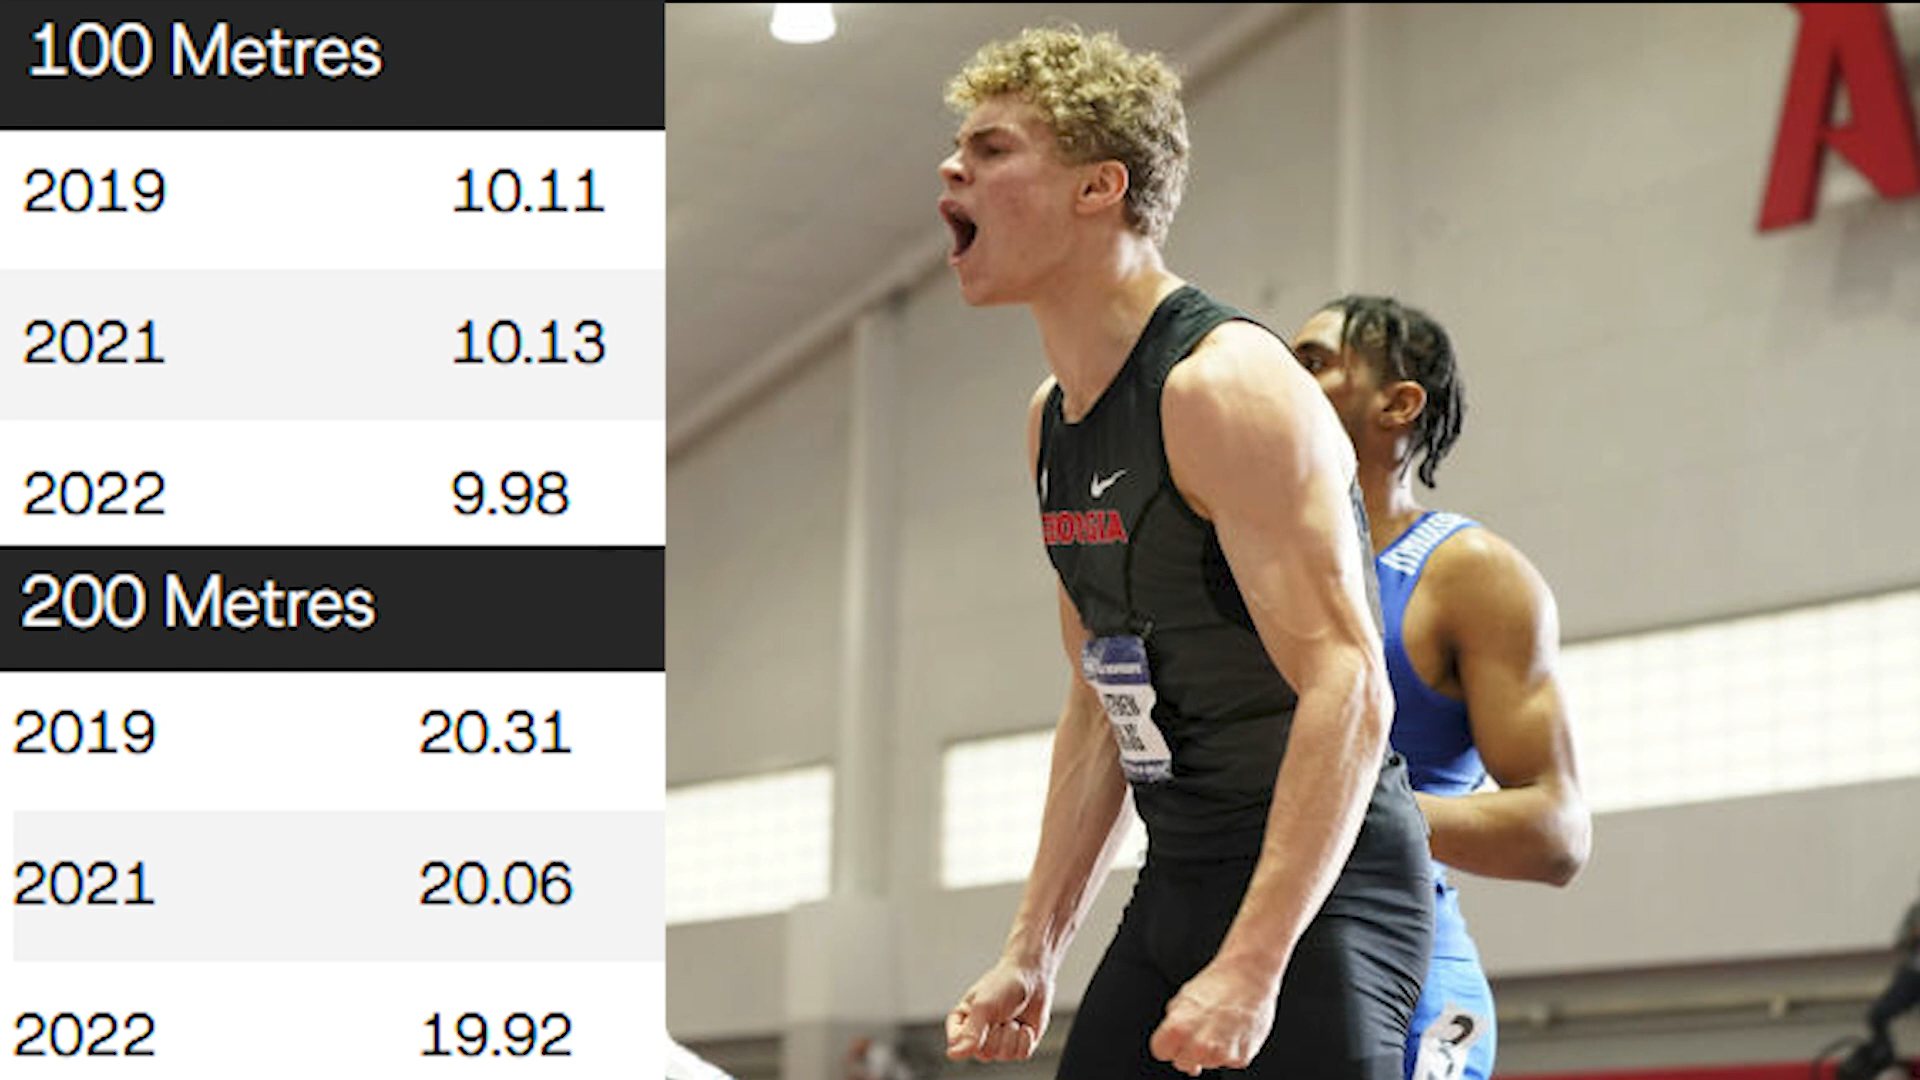 100 Metres
2019 10.11
2021 10.13
2022 9.98
200 Metres
2019 20.31
2021 20.06
2022 19.92
A
GEORGIA
2